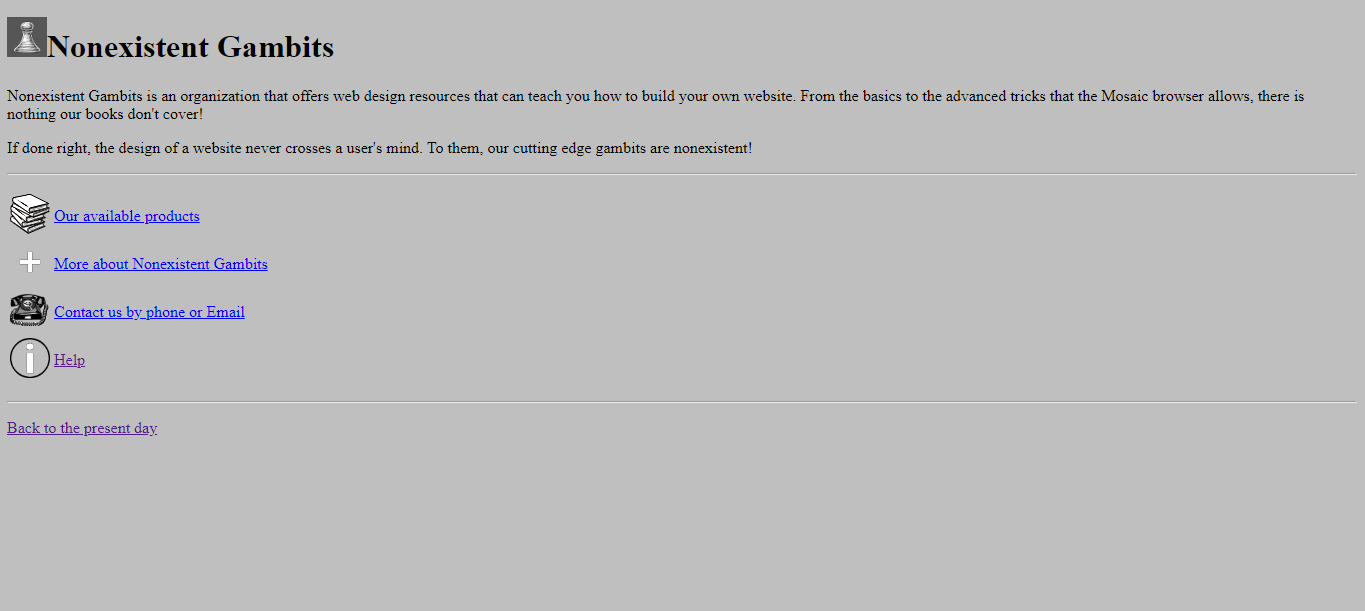 Nonexistent Gambits
Nonexistent Gambits is an organization that offers web design resources that can teach you how to build your own website. From the basics to the advanced tricks that the Mosaic browser allows, there is
nothing our books don't cover!
If done right, the design of a website never crosses a user's mind. To them, our cutting edge gambits are nonexistent!
Our available products
More about Nonexistent Gambits
Contact us by phone or Email
Help
Back to the present day